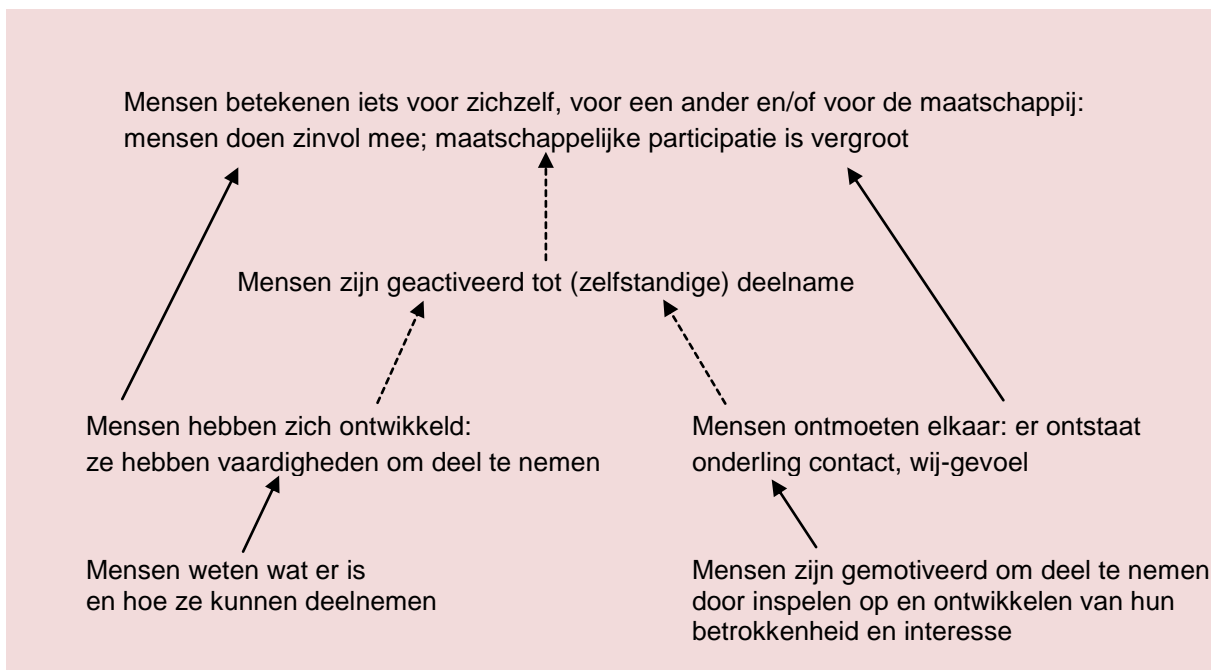 Mensen betekenen iets voor zichzelf, voor een ander en/of voor de maatschappij:
mensen doen zinvol mee; maatschappelijke participatie is vergroot
Mensen zijn geactiveerd tot (zelfstandige) deelname
Mensen hebben zich ontwikkeld:
ze hebben vaardigheden om deel te nemen
Mensen ontmoeten elkaar: er ontstaat
onderling contact, wij-gevoel
Mensen weten wat er is
en hoe ze kunnen deelnemen
Mensen zijn gemotiveerd om deel te nemen
door inspelen op en ontwikkelen van hun
betrokkenheid en interesse